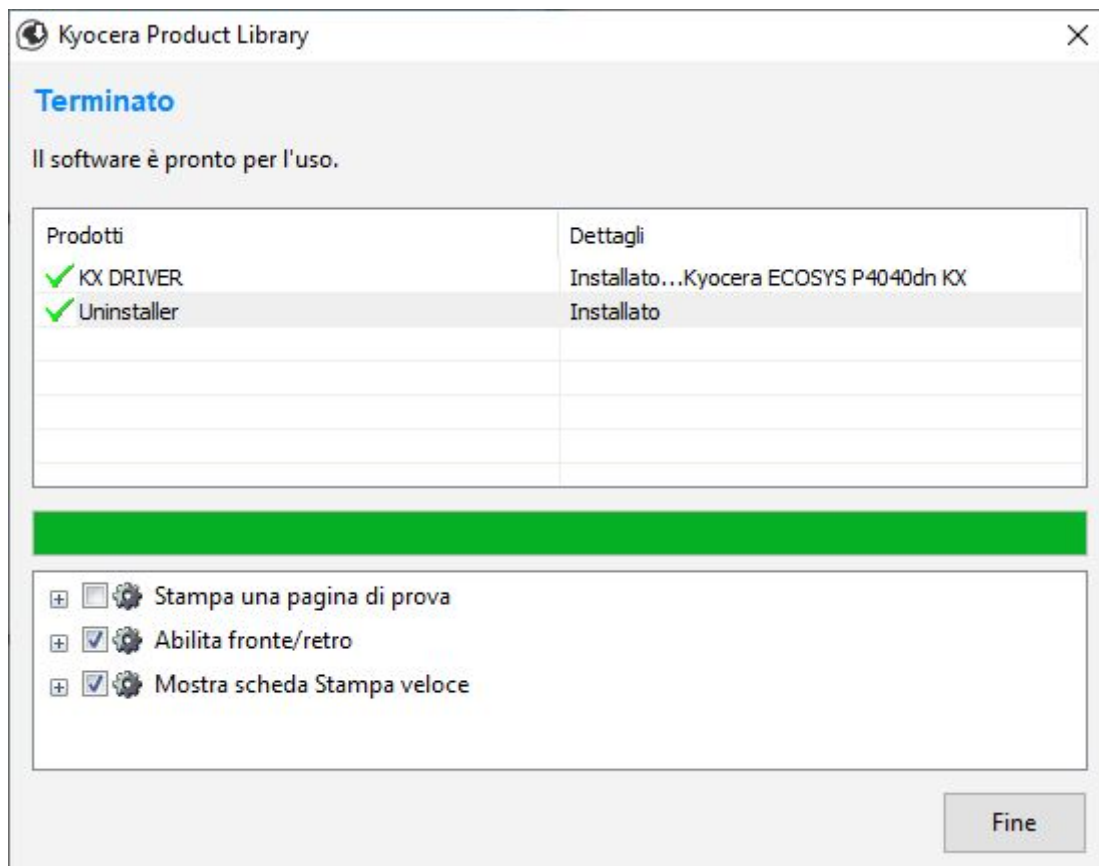 Kyocera Product Library
Terminato
Il software è pronto per l'uso.
Prodotti Dettagli
KX DRIVER Installato...Kyocera ECOSYS P4040dn KX
Uninstaller Installato
Stampa una pagina di prova
Abilita fronte/retro
Mostra scheda Stampa veloce
Fine